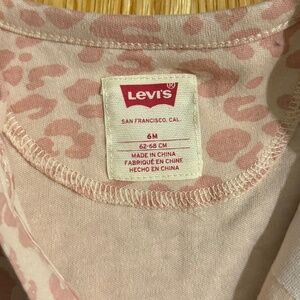 Levi's ®
SAN FRANCISCO, CAL.
6M
62-68 CM
MADE IN CHINA
FABRIQUÉ EN CHINE
HECHO EN CHINA